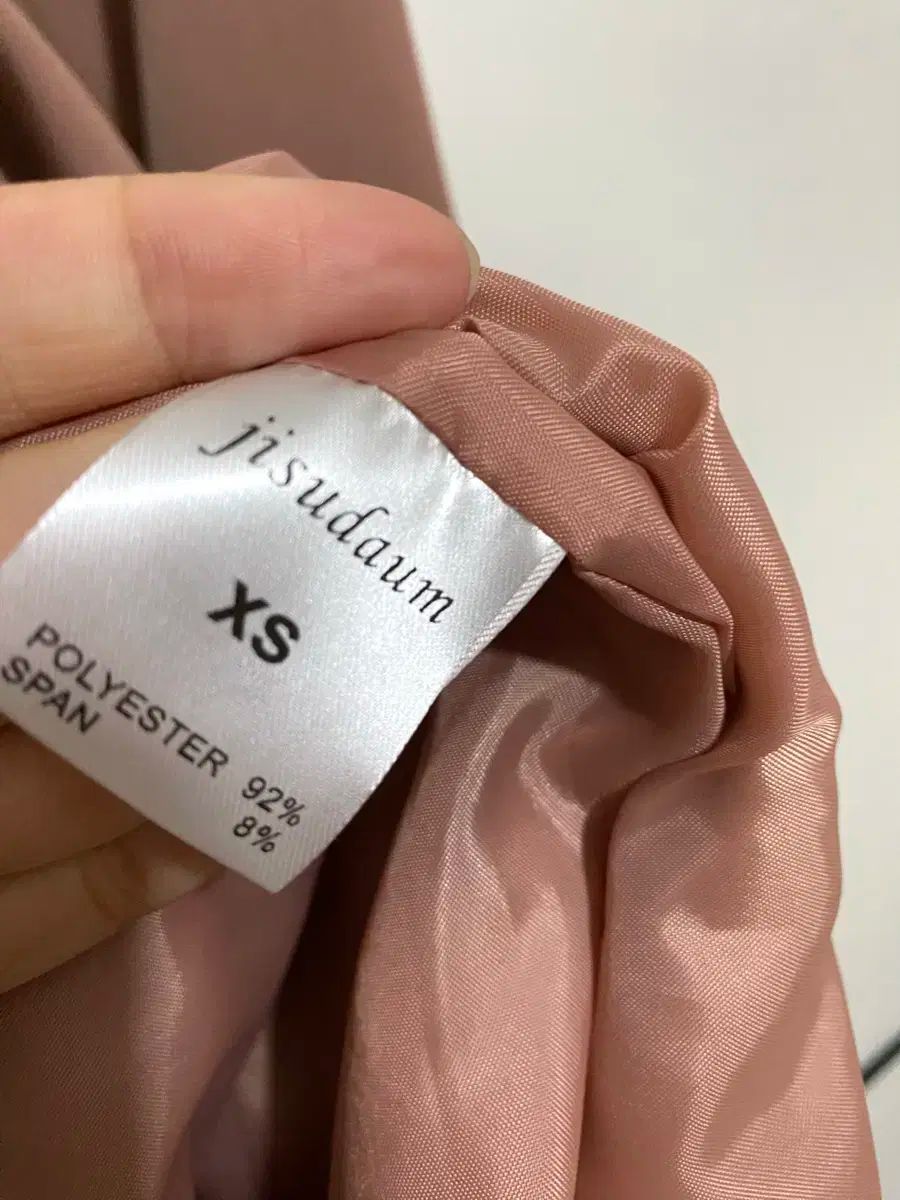 jisudaum
XS
POLYESTER 92%
SPAN 8%